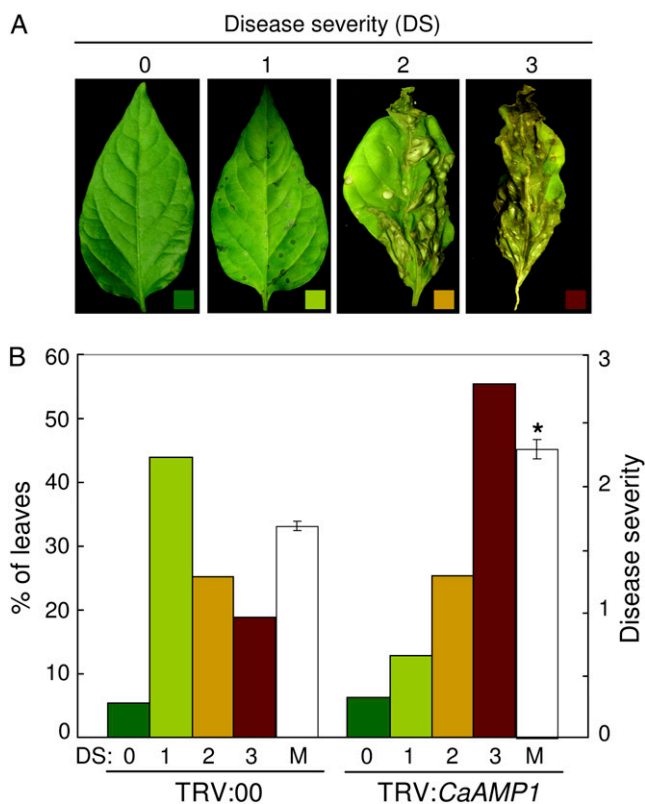 A
Disease severity (DS)
0 1 2 3
B
60
50
40
30
20
10
0
% of leaves
3
2
1
0
Disease severity
*
DS: 0 1 2 3 M 0 1 2 3 M
TRV:00 TRV:CaAMP1